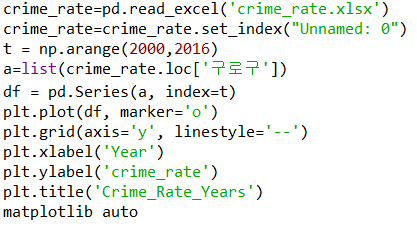 crime_rate=pd.read_excel('crime_rate.xlsx')
crime_rate=crime_rate.set_index("Unnamed: 0")
t = np.arange(2000,2016)
a=list(crime_rate.loc['구로구'])
df = pd.Series(a, index=t)
plt.plot(df, marker='o')
plt.grid(axis='y', linestyle='--')
plt.xlabel('Year')
plt.ylabel('crime_rate')
plt.title('Crime_Rate_Years')
matplotlib auto